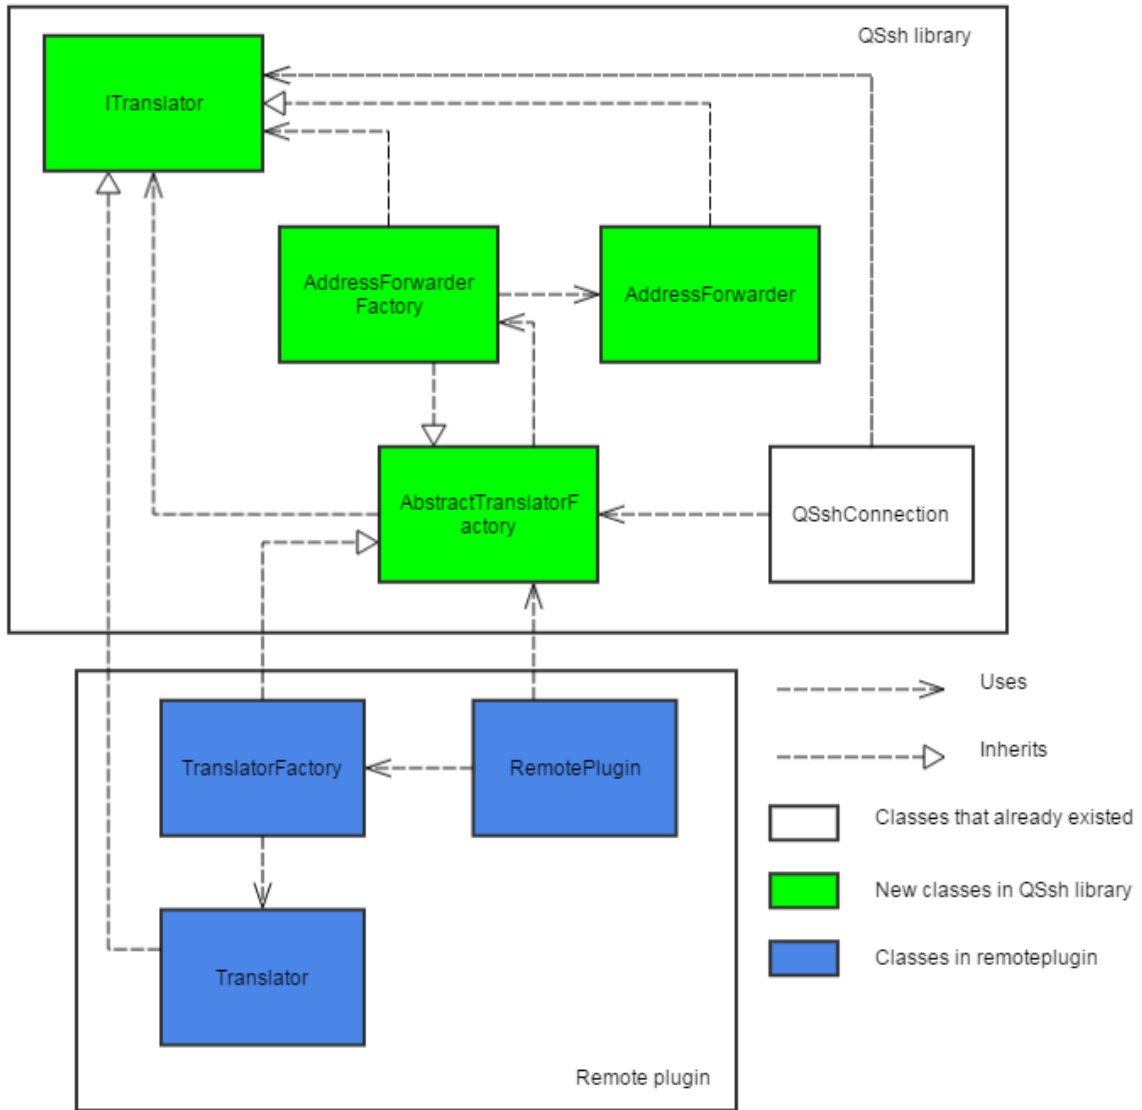 QSsh library
ITranslator
AddressForwarder
Factory
AddressForwarder
AbstractTranslatorF
actory
QSshConnection
Uses
TranslatorFactory
RemotePlugin
Inherits
Classes that already existed
New classes in QSsh library
Translator
Classes in remoteplugin
Remote plugin